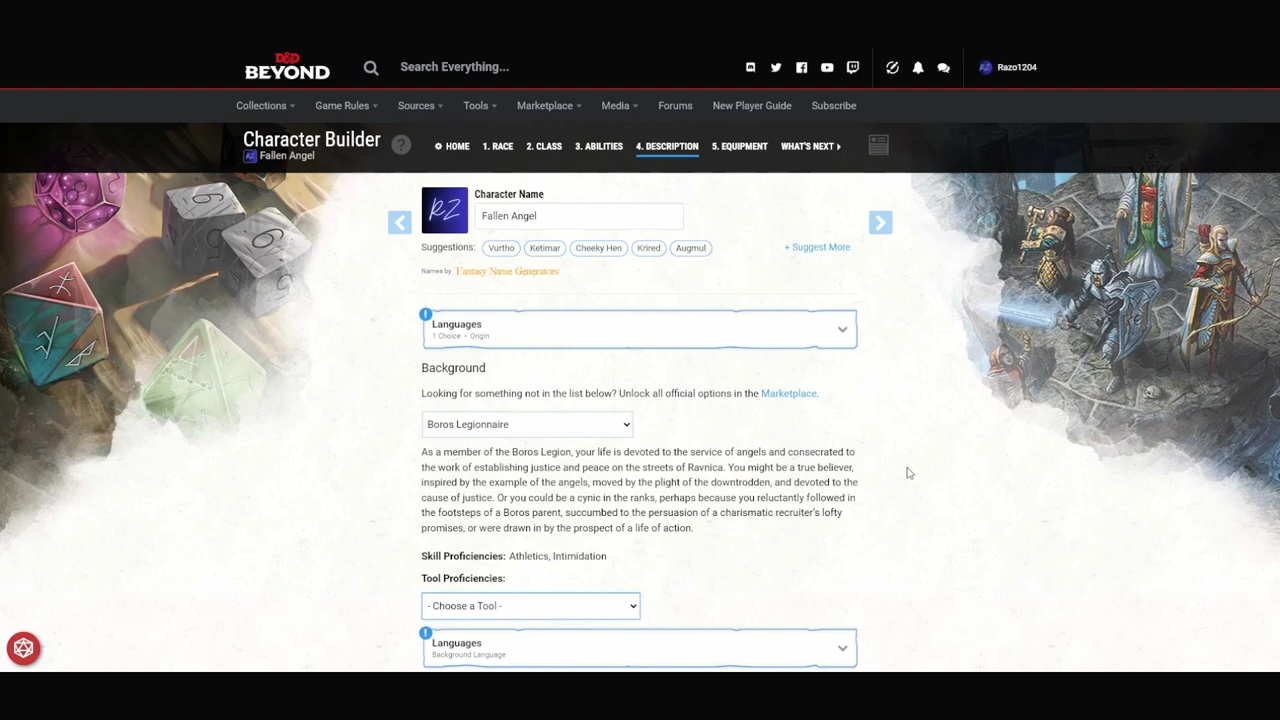 D&D
BEYOND
Search Everything...
Razo1204
Collections
Game Rules
Sources
Tools
Marketplace
Media
Forums
New Player Guide
Subscribe
Character Builder
?
RZ Fallen Angel
HOME
1. RACE
2. CLASS
3. ABILITIES
4. DESCRIPTION
5. EQUIPMENT
WHAT'S NEXT
RZ
Character Name
Fallen Angel
Suggestions: Vurtho Ketimar Cheeky Hen Krired Augmul + Suggest More
Names by Fantasy Name Generators
!
Languages
1 Choice • Origin
Background
Looking for something not in the list below? Unlock all official options in the Marketplace.
Boros Legionnaire
As a member of the Boros Legion, your life is devoted to the service of angels and consecrated to
the work of establishing justice and peace on the streets of Ravnica. You might be a true believer,
inspired by the example of the angels, moved by the plight of the downtrodden, and devoted to the
cause of justice. Or you could be a cynic in the ranks, perhaps because you reluctantly followed in
the footsteps of a Boros parent, succumbed to the persuasion of a charismatic recruiter's lofty
promises, or were drawn in by the prospect of a life of action.
Skill Proficiencies: Athletics, Intimidation
Tool Proficiencies:
- Choose a Tool -
!
Languages
Background Language